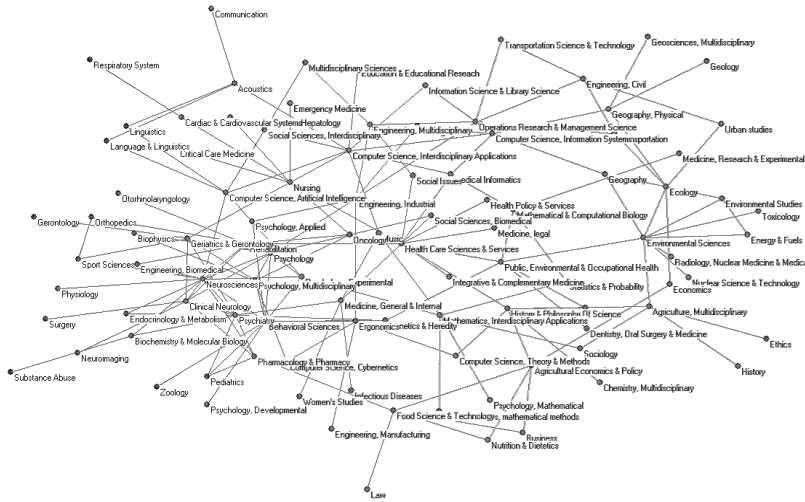 Communication
Transportation Science & Technology
Geosciences, Multidisciplinary
Respiratory System
Multidisciplinary Sciences
Education & Educational Reseach
Geology
Acoustics
Information Science & Library Science
Engineering, Civil
Emergency Medicine
Geography, Physical
Cardiac & Cardiovascular Systems
Hepatology
Engineering, Multidisciplinary
Operations Research & Management Science
Urban studies
Linguistics
Social Sciences, Interdisciplinary
Computer Science, Information Systems
Language & Linguistics
Critical Care Medicine
Computer Science, Interdisciplinary Applications
Medicine, Research & Experimental
Nursing
Social Issues
edical Informatics
Geography
Ecology
Otorhinolaryngology
Computer Science, Artificial Intelligence
Engineering, Industrial
Health Policy & Services
Environmental Studies
Gerontology
Orthopedics
Psychology, Applied
Social Sciences, Biomedical
Mathematical & Computational Biology
Toxicology
Biophysics
Geriatrics & Gerontology
Oncology
Medicine, legal
Environmental Sciences
Energy & Fuels
Health Care Sciences & Services
Sport Sciences
Engineering, Biomedical
Psychology
Public, Environmental & Occupational Health
Radiology, Nuclear Medicine & Medica
Physiology
Neurosciences
Psychology, Multidisciplinary
Integrative & Complementary Medicine
Statistics & Probability
Nuclear Science & Technology
Economics
Clinical Neurology
Medicine, General & Internal
History & Philosophy Of Science
Agriculture, Multidisciplinary
Surgery
Endocrinology & Metabolism
Psychiatry
Behavioral Sciences
Ergonomics
Mathematics, Interdisciplinary Applications
Biochemistry & Molecular Biology
Dentistry, Oral Surgery & Medicine
Ethics
Neuroimaging
Pharmacology & Pharmacy
Computer Science, Theory & Methods
Sociology
Substance Abuse
Computer Science, Cybernetics
Agricultural Economics & Policy
History
Zoology
Pediatrics
Infectious Diseases
Chemistry, Multidisciplinary
Psychology, Developmental
Women's Studies
Psychology, Mathematical
Food Science & Technology
mathematical methods
Engineering, Manufacturing
Business
Nutrition & Dietetics
Law